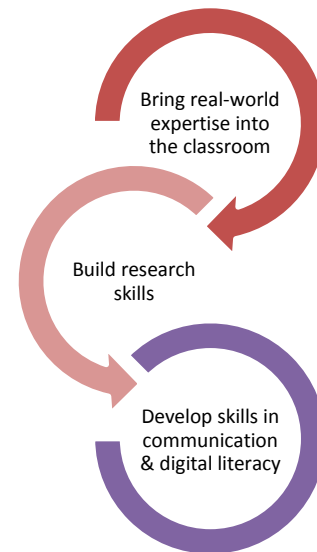 Bring real-world
expertise into
the classroom
Build research
skills
Develop skills in
communication
& digital literacy